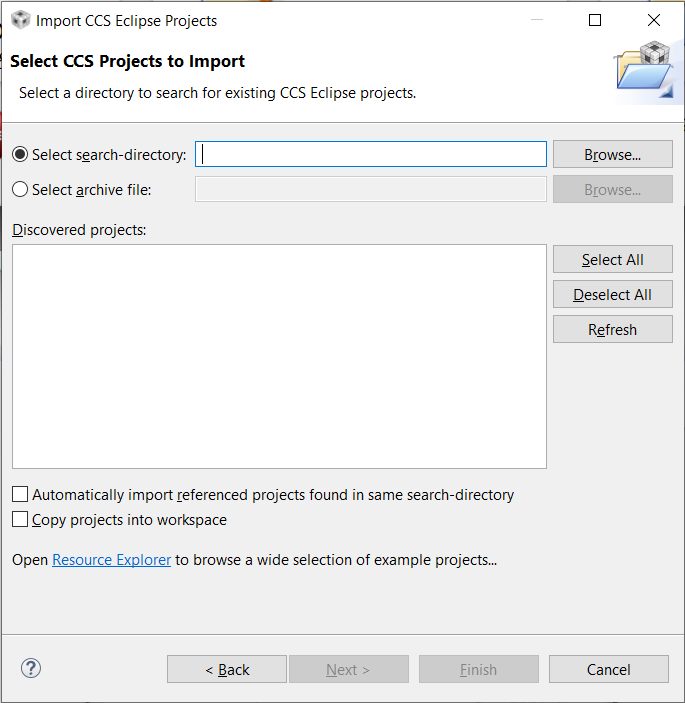 Import CCS Eclipse Projects
Select CCS Projects to Import
Select a directory to search for existing CCS Eclipse projects.
Select search-directory:
Browse...
Select archive file:
Browse...
Discovered projects:
Select All
Deselect All
Refresh
Automatically import referenced projects found in same search-directory
Copy projects into workspace
Open Resource Explorer to browse a wide selection of example projects...
?
< Back
Next >
Finish
Cancel